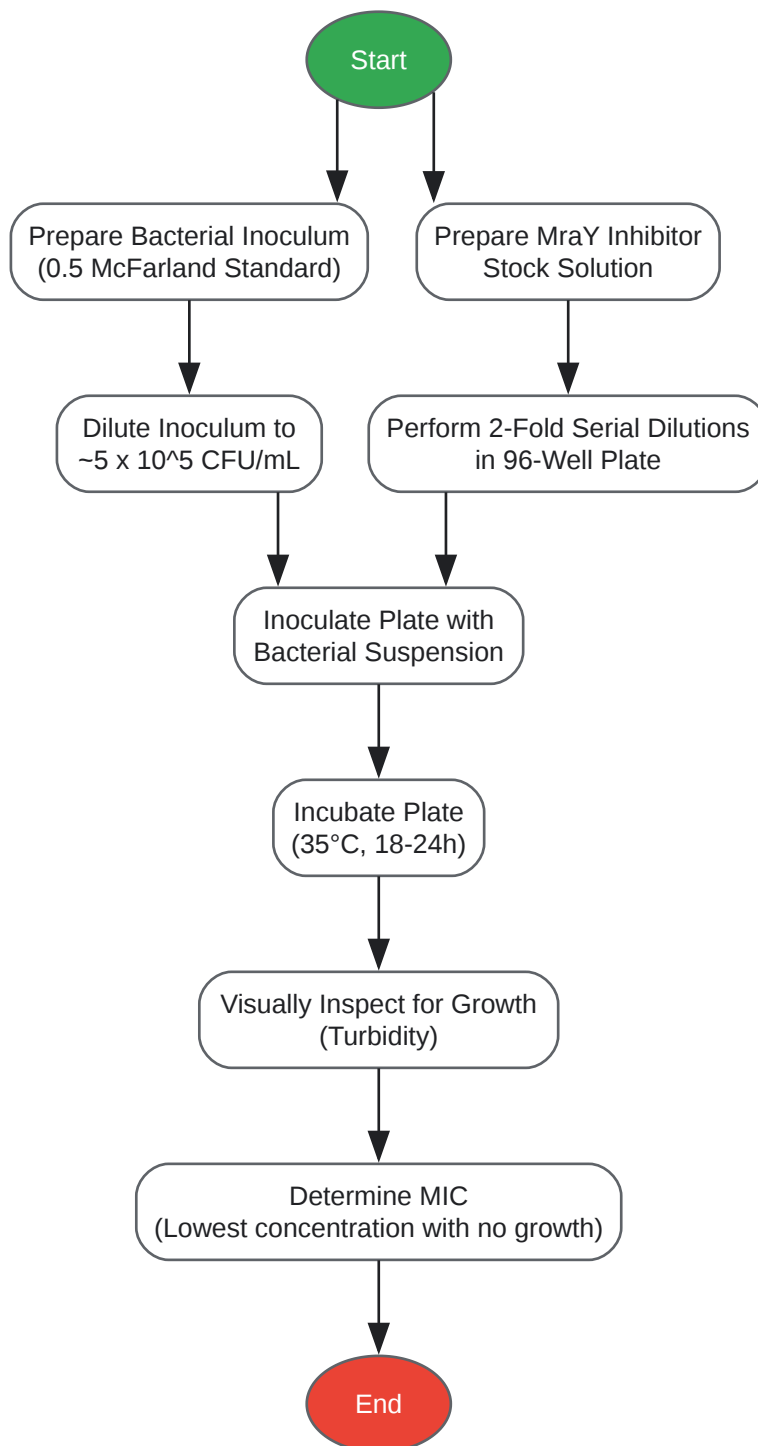 Start
Prepare Bacterial Inoculum
(0.5 McFarland Standard)
Prepare MraY Inhibitor
Stock Solution
Dilute Inoculum to
~5 x 10^5 CFU/mL
Perform 2-Fold Serial Dilutions
in 96-Well Plate
Inoculate Plate with
Bacterial Suspension
Incubate Plate
(35°C, 18-24h)
Visually Inspect for Growth
(Turbidity)
Determine MIC
(Lowest concentration with no growth)
End